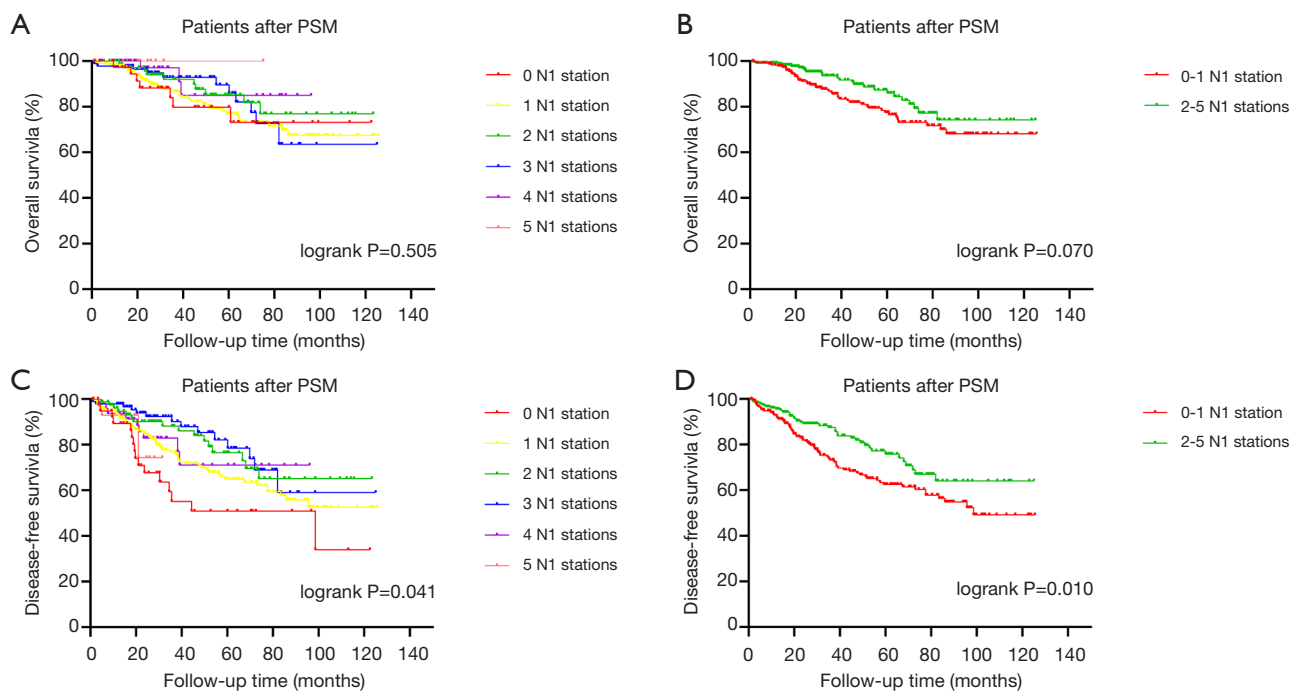 A
Patients after PSM
100
80
60
40
20
0
Overall survivla (%)
logrank P=0.505
0 20 40 60 80 100 120 140
Follow-up time (months)
0 N1 station
1 N1 station
2 N1 stations
3 N1 stations
4 N1 stations
5 N1 stations
B
Patients after PSM
100
80
60
40
20
0
Overall survivla (%)
logrank P=0.070
0 20 40 60 80 100 120 140
Follow-up time (months)
0-1 N1 station
2-5 N1 stations
C
Patients after PSM
100
80
60
40
20
0
Disease-free survivla (%)
logrank P=0.041
0 20 40 60 80 100 120 140
Follow-up time (months)
0 N1 station
1 N1 station
2 N1 stations
3 N1 stations
4 N1 stations
5 N1 stations
D
Patients after PSM
100
80
60
40
20
0
Disease-free survivla (%)
logrank P=0.010
0 20 40 60 80 100 120 140
Follow-up time (months)
0-1 N1 station
2-5 N1 stations